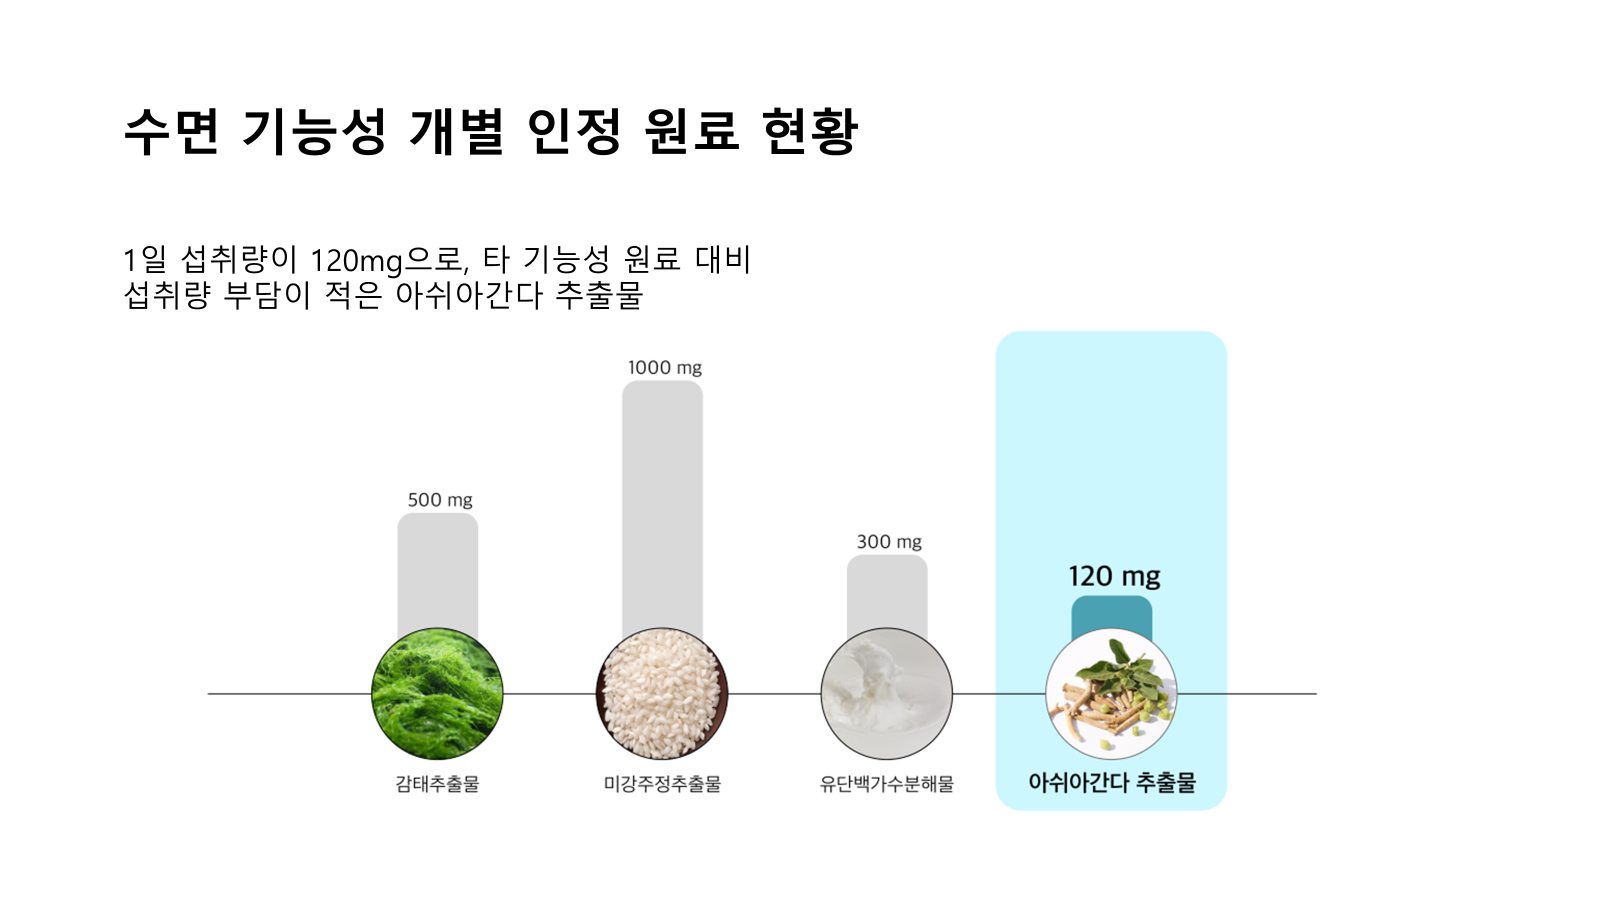 수면 기능성 개별 인정 원료 현황
1일 섭취량이 120mg으로, 타 기능성 원료 대비
섭취량 부담이 적은 아쉬아간다 추출물
500 mg
1000 mg
300 mg
120 mg
감태추출물
미강주정추출물
유단백가수분해물
아쉬아간다 추출물